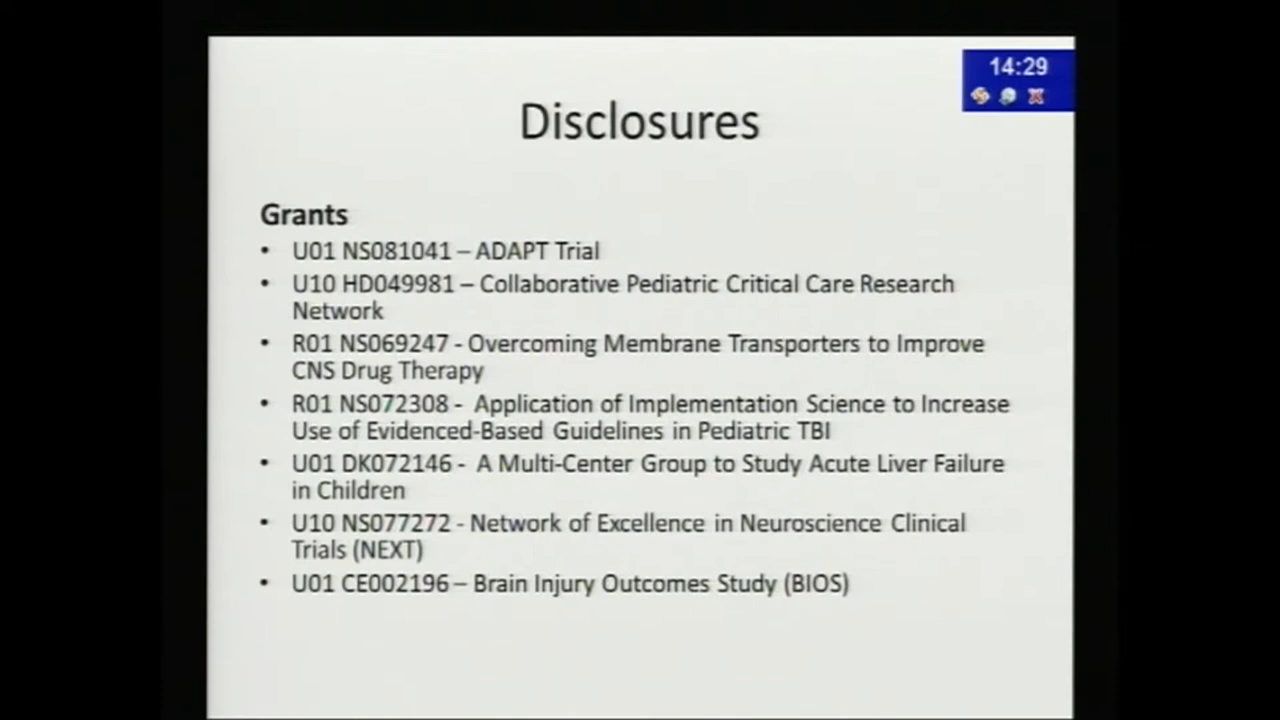 14:29
Disclosures
Grants
• U01 NS081041 – ADAPT Trial
• U10 HD049981 – Collaborative Pediatric Critical Care Research
Network
• R01 NS069247 - Overcoming Membrane Transporters to Improve
CNS Drug Therapy
• R01 NS072308 - Application of Implementation Science to Increase
Use of Evidenced-Based Guidelines in Pediatric TBI
• U01 DK072146 - A Multi-Center Group to Study Acute Liver Failure
in Children
• U10 NS077272 - Network of Excellence in Neuroscience Clinical
Trials (NEXT)
• U01 CE002196 – Brain Injury Outcomes Study (BIOS)